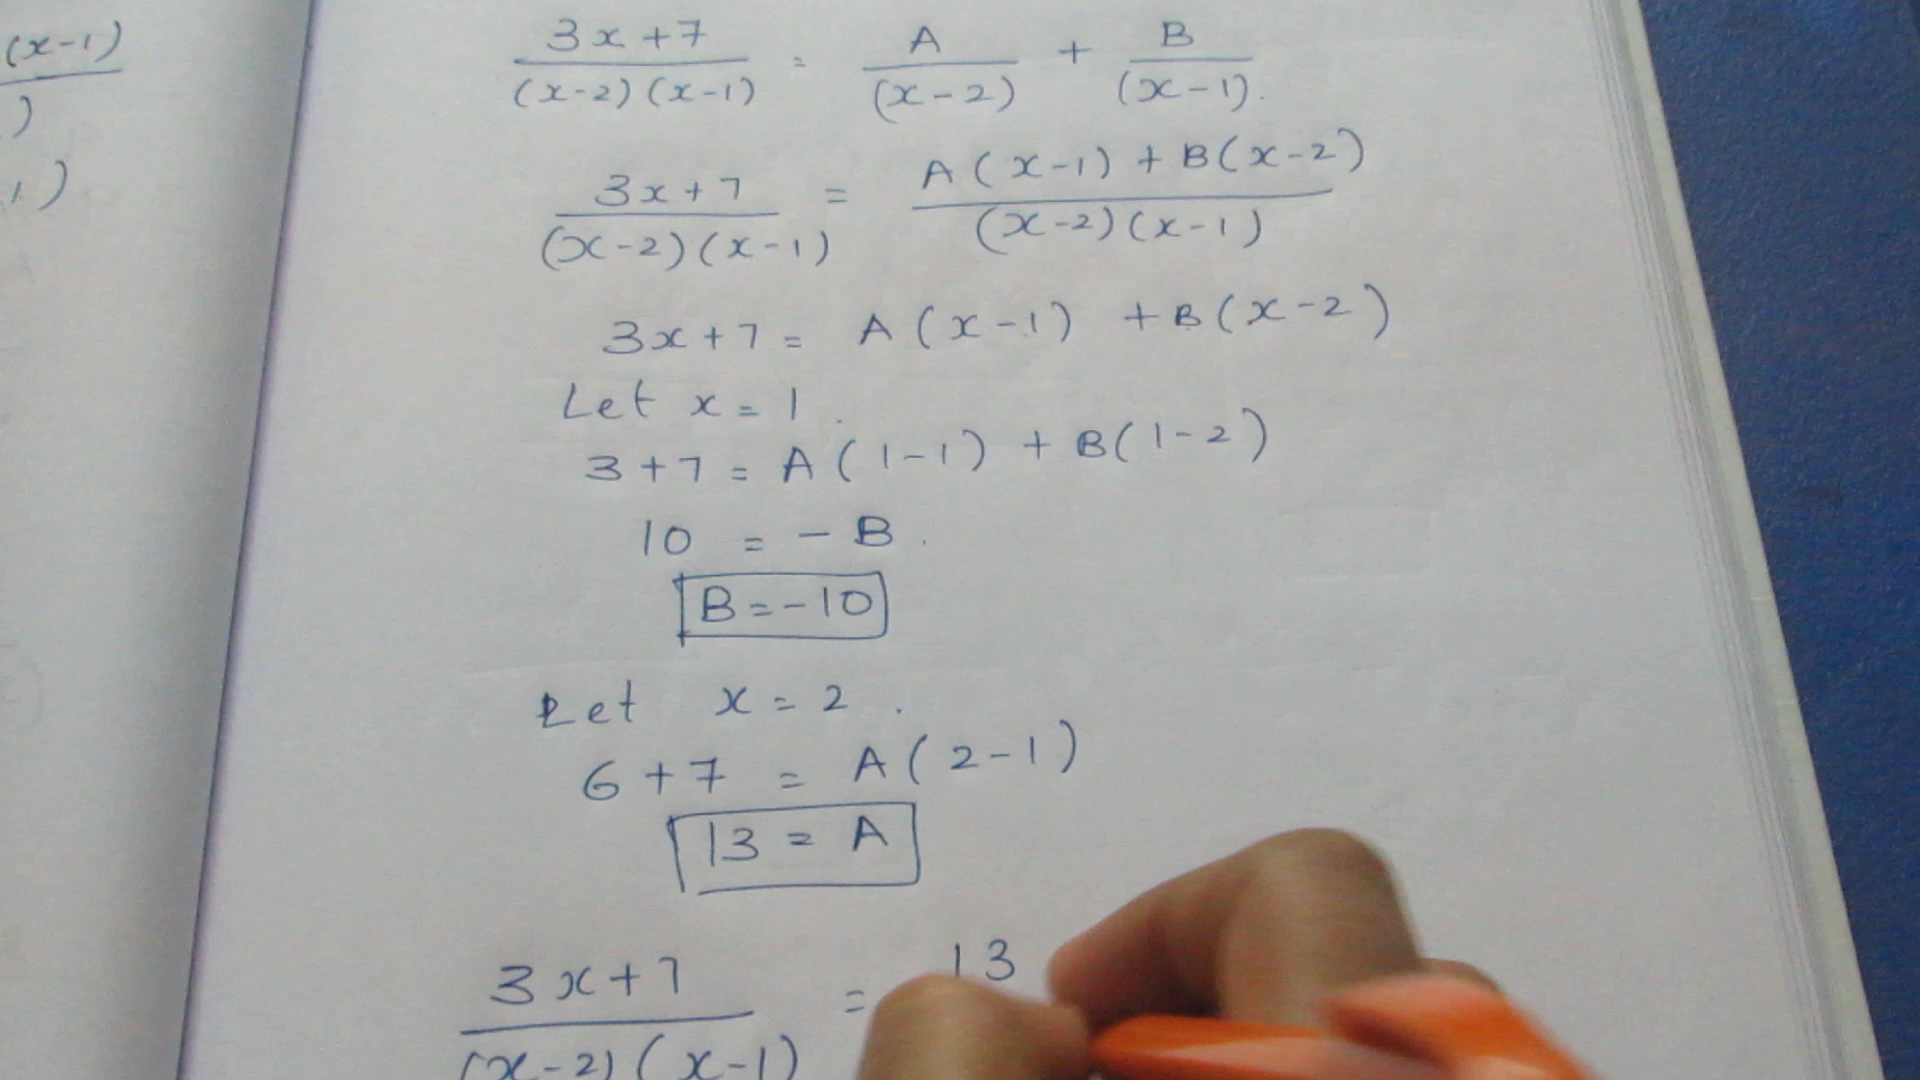 (x-1)
)
1)
3x+7 / (x-2)(x-1) = A / (x-2) + B / (x-1).
3x+7 / (x-2)(x-1) = A(x-1) + B(x-2) / (x-2)(x-1)
3x+7 = A(x-1) + B(x-2)
Let x = 1.
3+7 = A(1-1) + B(1-2)
10 = - B.
B = -10
Let x = 2.
6+7 = A(2-1)
13 = A
3x+7 / (x-2)(x-1) = 13